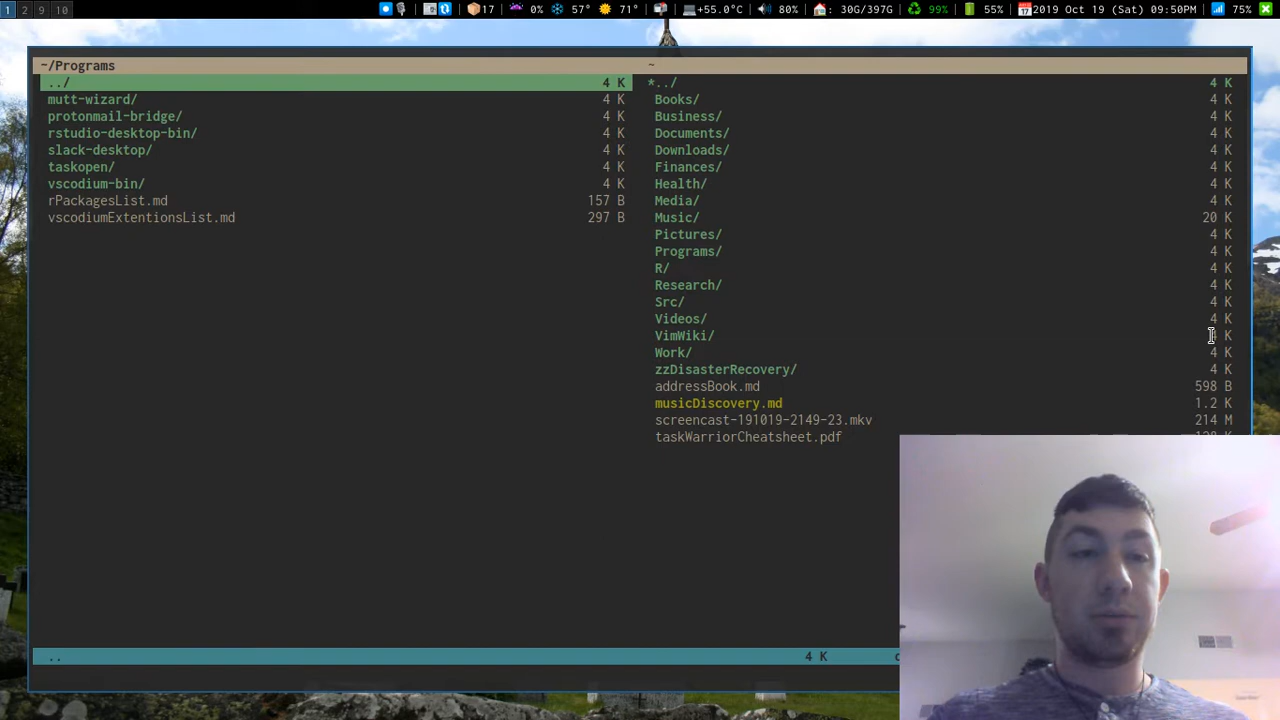 1 2 9 10 17 0% 57° 71° +55.0°C 80% : 30G/397G 99% 55% 2019 Oct 19 (Sat) 09:50PM 75%
~/Programs
../ 4 K
mutt-wizard/ 4 K
protonmail-bridge/ 4 K
rstudio-desktop-bin/ 4 K
slack-desktop/ 4 K
taskopen/ 4 K
vscodium-bin/ 4 K
rPackagesList.md 157 B
vscodiumExtentionsList.md 297 B
~
*../ 4 K
Books/ 4 K
Business/ 4 K
Documents/ 4 K
Downloads/ 4 K
Finances/ 4 K
Health/ 4 K
Media/ 4 K
Music/ 20 K
Pictures/ 4 K
Programs/ 4 K
R/ 4 K
Research/ 4 K
Src/ 4 K
Videos/ 4 K
VimWiki/ K
Work/ 4 K
zzDisasterRecovery/ 4 K
addressBook.md 598 B
musicDiscovery.md 1.2 K
screencast-191019-2149-23.mkv 214 M
taskWarriorCheatsheet.pdf
.. 4 K